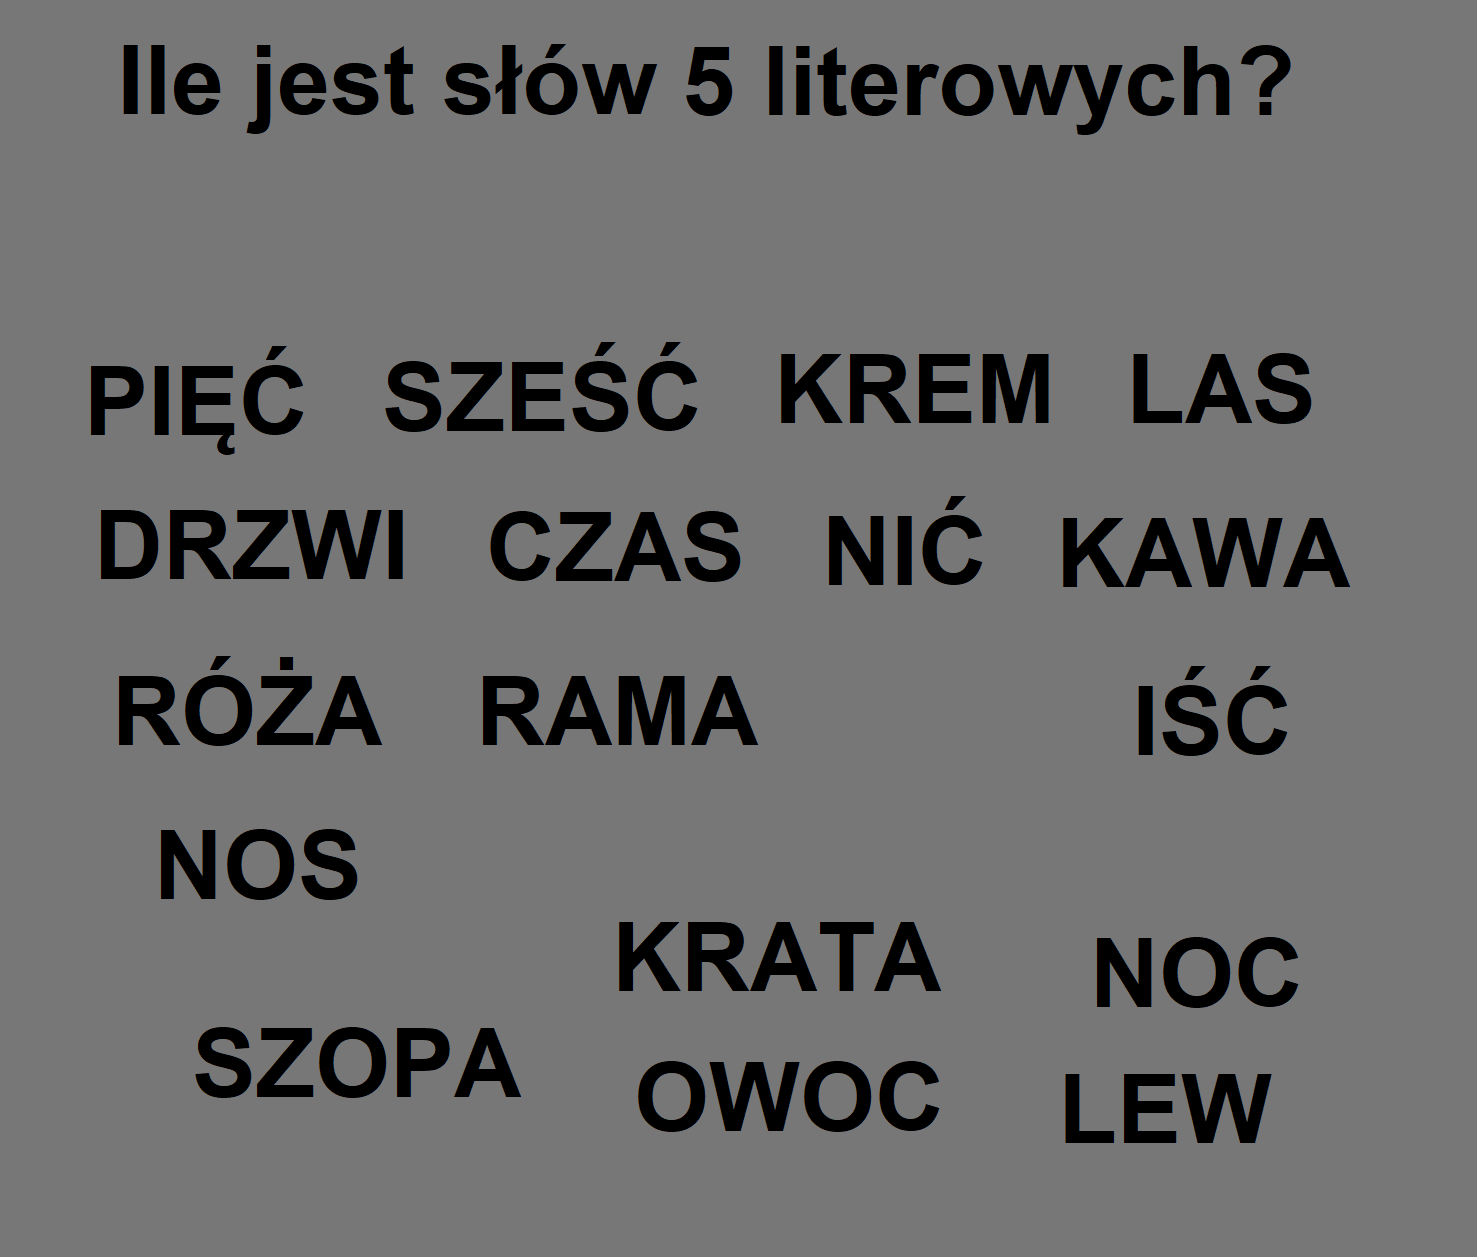 Ile jest słów 5 literowych?
PIĘĆ SZEŚĆ KREM LAS
DRZWI CZAS NIĆ KAWA
RÓŻA RAMA IŚĆ
NOS
KRATA NOC
SZOPA OWOC LEW